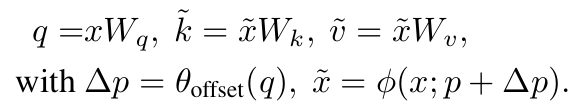 q =xW_q, k̃ = x̃W_k, ṽ = x̃W_v,
with Δp = θ_offset(q), x̃ = ϕ(x; p + Δp).